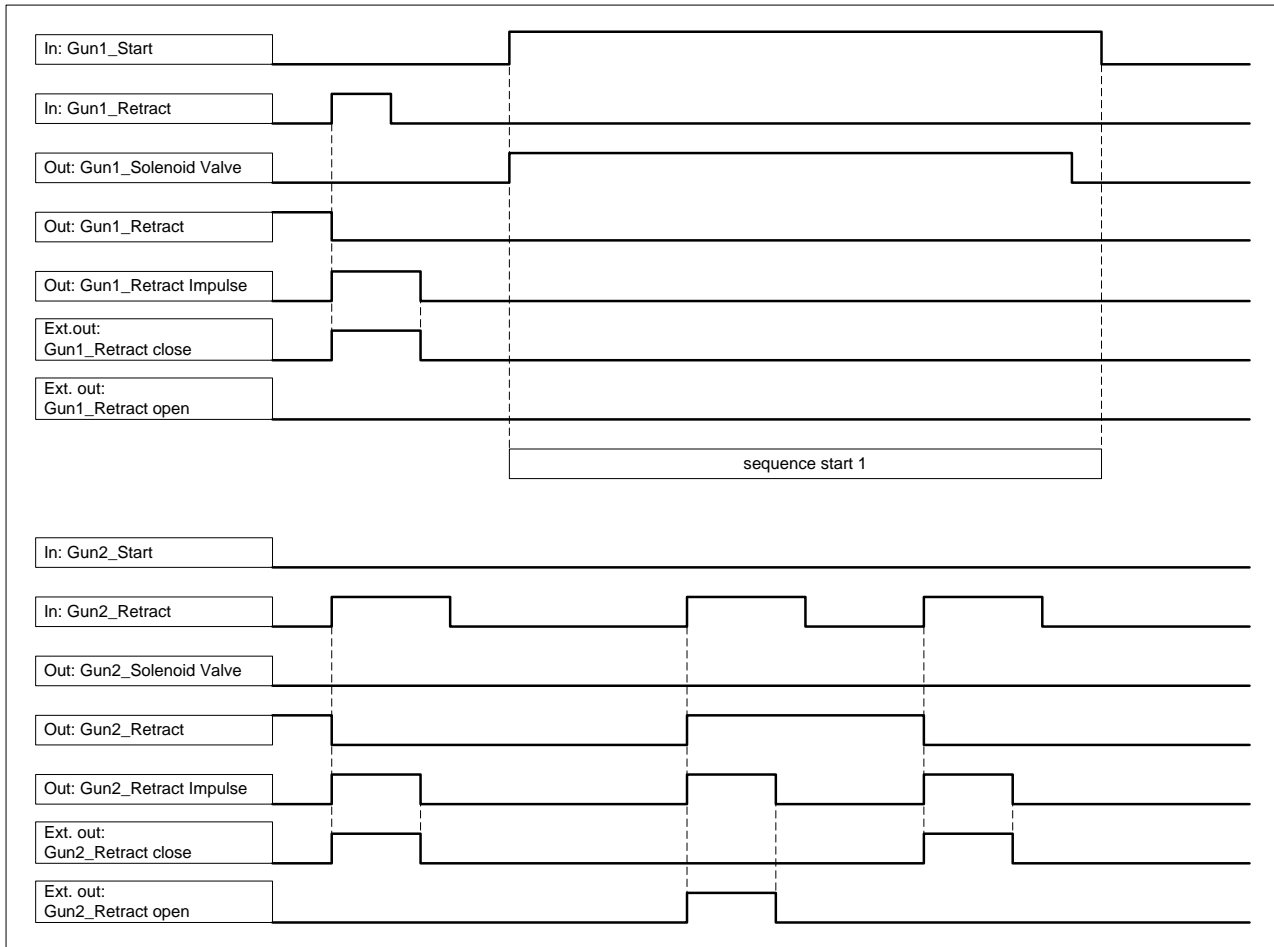 In: Gun1_Start
In: Gun1_Retract
Out: Gun1_Solenoid Valve
Out: Gun1_Retract
Out: Gun1_Retract Impulse
Ext.out:
Gun1_Retract close
Ext. out:
Gun1_Retract open
sequence start 1
In: Gun2_Start
In: Gun2_Retract
Out: Gun2_Solenoid Valve
Out: Gun2_Retract
Out: Gun2_Retract Impulse
Ext. out:
Gun2_Retract close
Ext. out:
Gun2_Retract open